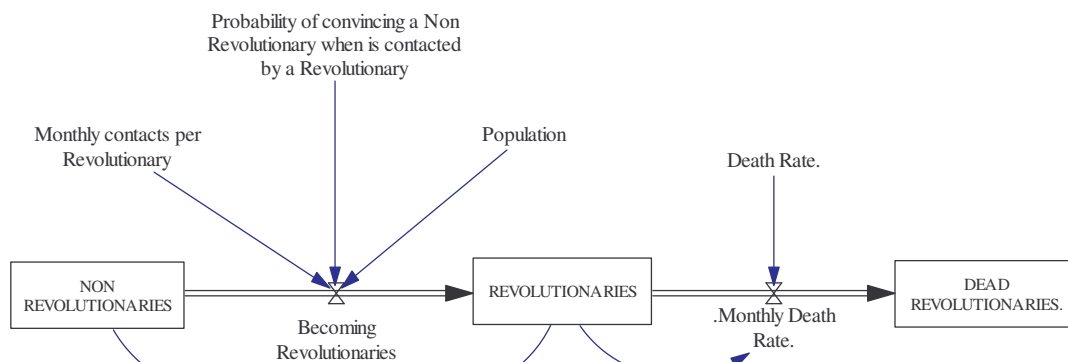 Probability of convincing a Non
Revolutionary when is contacted
by a Revolutionary
Monthly contacts per
Revolutionary
Population
Death Rate.
NON
REVOLUTIONARIES
REVOLUTIONARIES
DEAD
REVOLUTIONARIES.
Becoming
Revolutionaries
.Monthly Death
Rate.